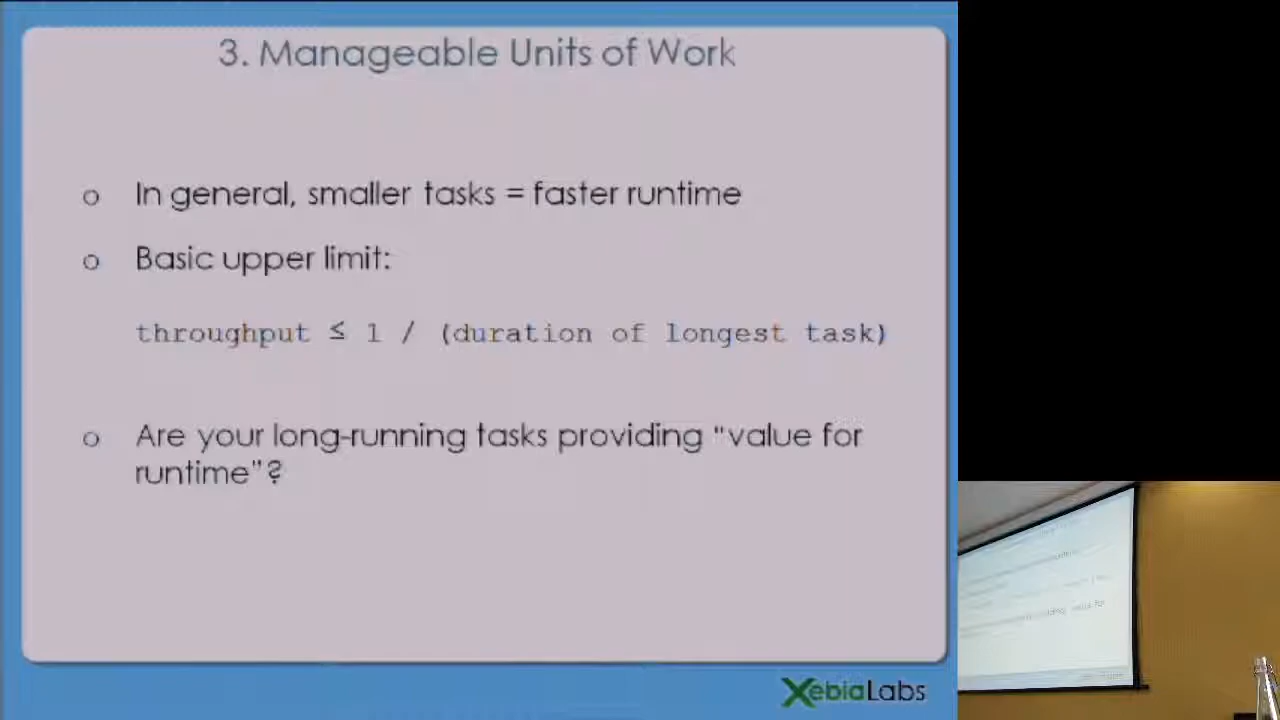 3. Manageable Units of Work
o In general, smaller tasks = faster runtime
o Basic upper limit:
throughput ≤ 1 / (duration of longest task)
o Are your long-running tasks providing "value for
runtime"?
XebiaLabs